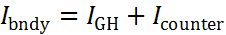 I_bndy = I_GH + I_counter